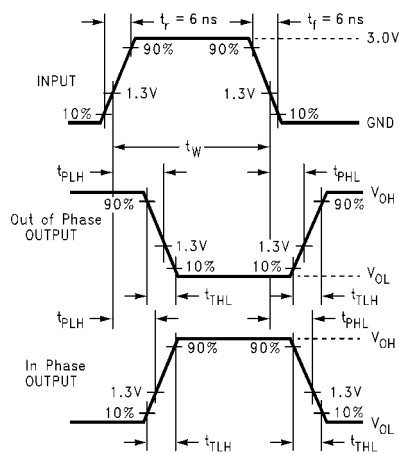 tr = 6 ns
tf = 6 ns
3.0V
90%
90%
INPUT
1.3V
1.3V
10%
10%
GND
tW
tPLH
tPHL
VOH
90%
90%
Out of Phase
OUTPUT
1.3V
1.3V
10%
10%
VOL
tTHL
tTLH
tPLH
tPHL
VOH
In Phase
OUTPUT
90%
90%
1.3V
1.3V
10%
10%
VOL
tTLH
tTHL